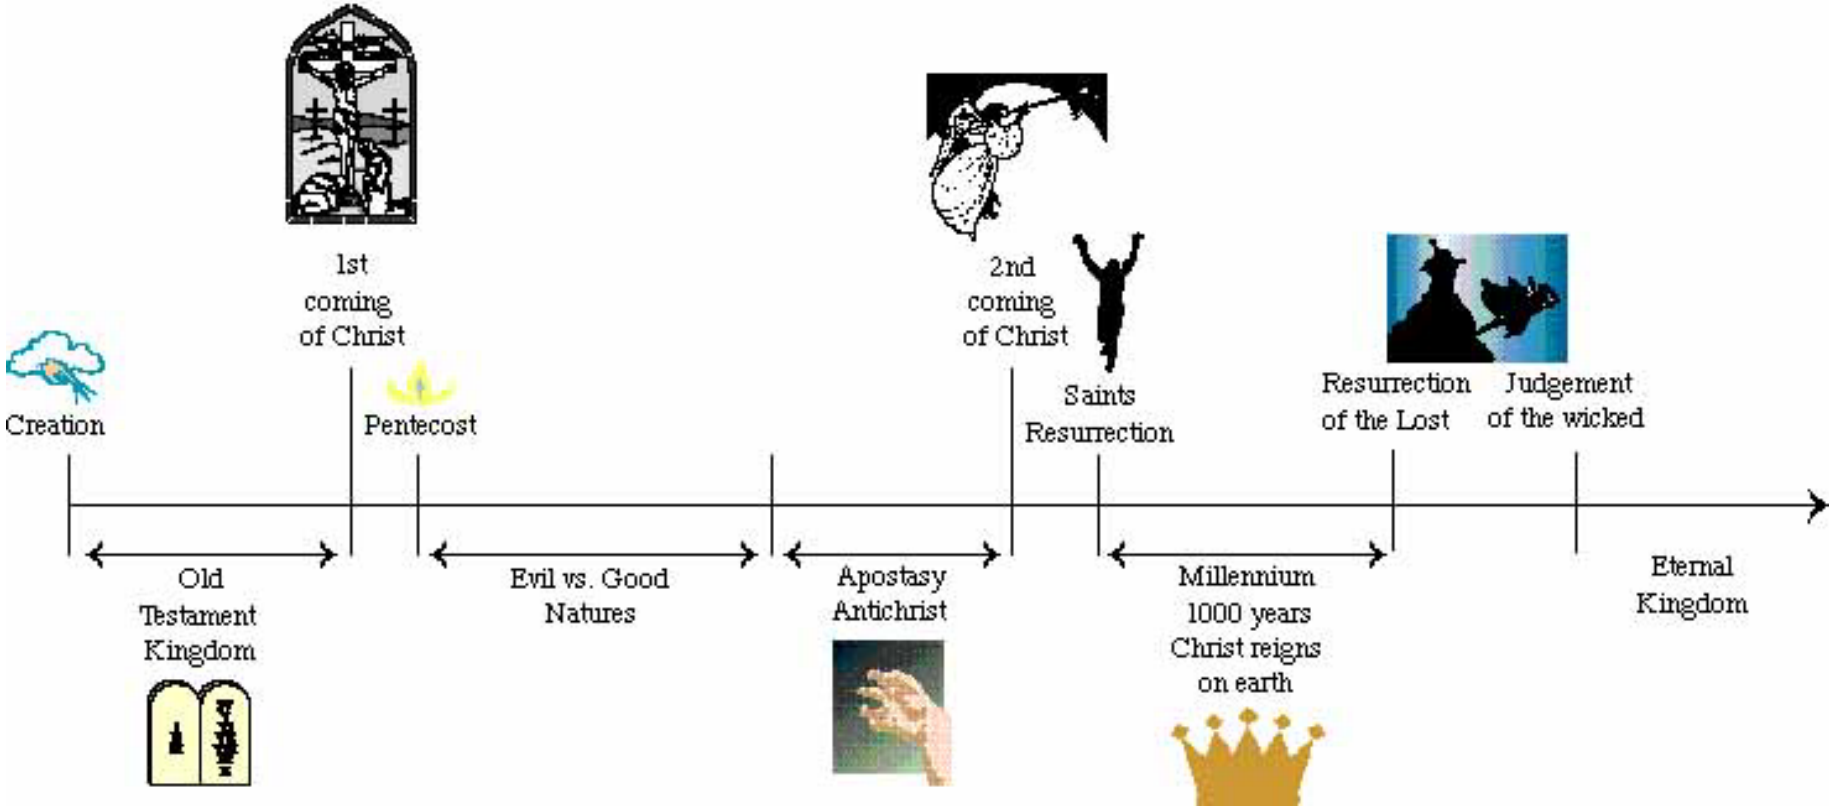 1st
coming
of Christ
2nd
coming
of Christ
Creation
Pentecost
Saints
Resurrection
Resurrection
of the Lost
Judgement
of the wicked
Old
Testament
Kingdom
Evil vs. Good
Natures
Apostasy
Antichrist
Millennium
1000 years
Christ reigns
on earth
Eternal
Kingdom